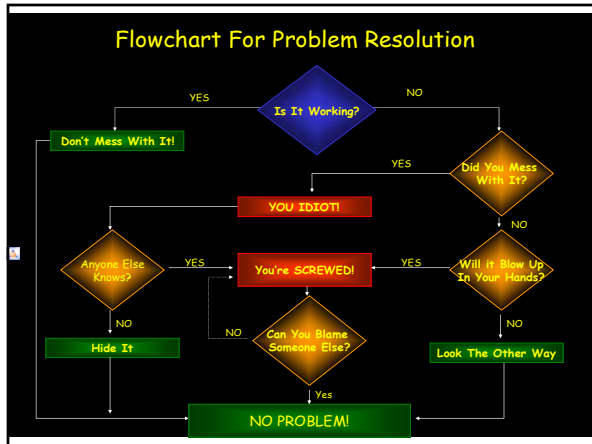 Flowchart For Problem Resolution
YES
NO
Is It Working?
Don't Mess With It!
YES
Did You Mess
With It?
YOU IDIOT!
NO
Anyone Else
Knows?
YES
You're SCREWED!
YES
Will it Blow Up
In Your Hands?
NO
NO
Can You Blame
Someone Else?
NO
Hide It
Look The Other Way
Yes
NO PROBLEM!